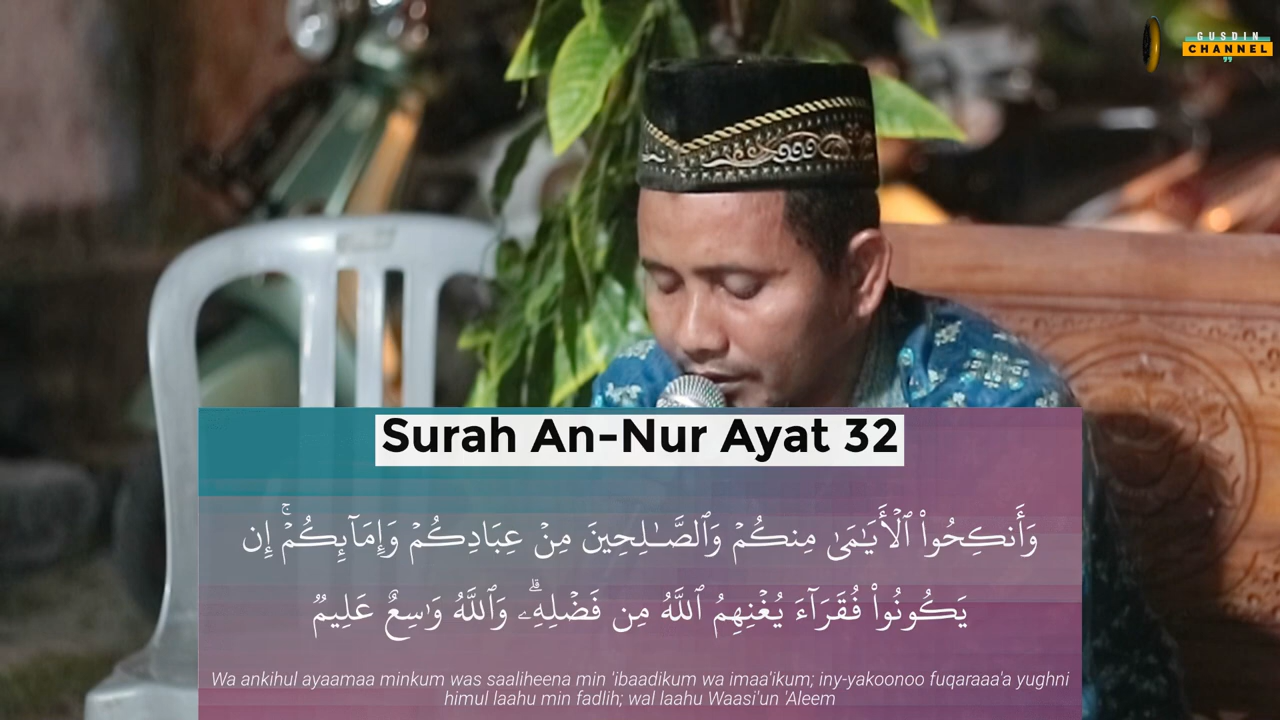 GUSDIN
CHANNEL
Surah An-Nur Ayat 32
وَأَنكِحُوا۟ ٱلْأَيَـٰمَىٰ مِنكُمْ وَٱلصَّـٰلِحِينَ مِنْ عِبَادِكُمْ وَإِمَآئِكُمْ ۚ إِن
يَكُونُوا۟ فُقَرَآءَ يُغْنِهِمُ ٱللَّهُ مِن فَضْلِهِۦ ۗ وَٱللَّهُ وَٰسِعٌ عَلِيمٌ
Wa ankihul ayaamaa minkum was saaliheena min 'ibaadikum wa imaa'ikum; iny-yakoonoo fuqaraaa'a yughni
himul laahu min fadlih; wal laahu Waasi'un 'Aleem